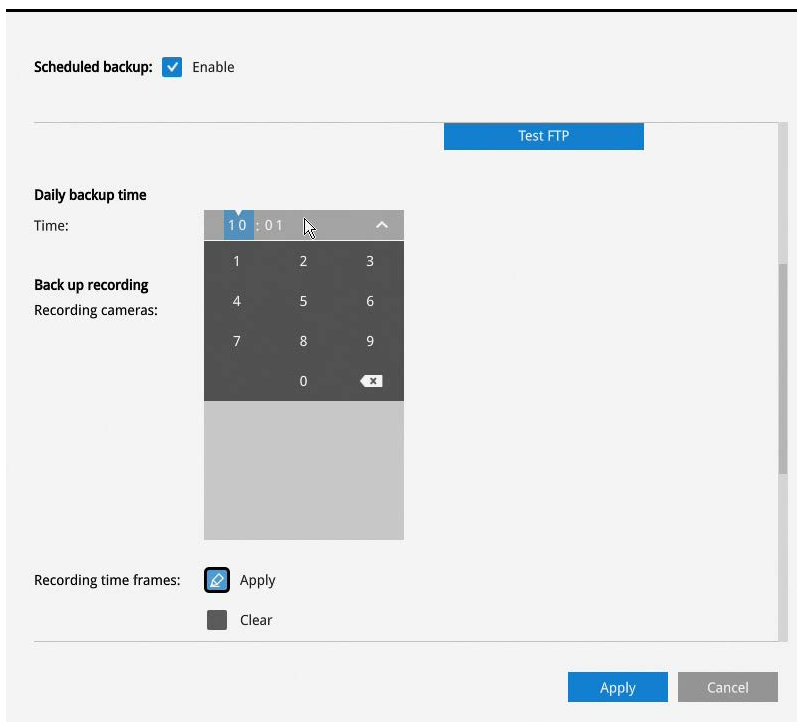 Scheduled backup: Enable
Test FTP
Daily backup time
Time: 10 : 01
1 2 3
Back up recording
Recording cameras:
4 5 6
7 8 9
0
Recording time frames: Apply
Clear
Apply Cancel